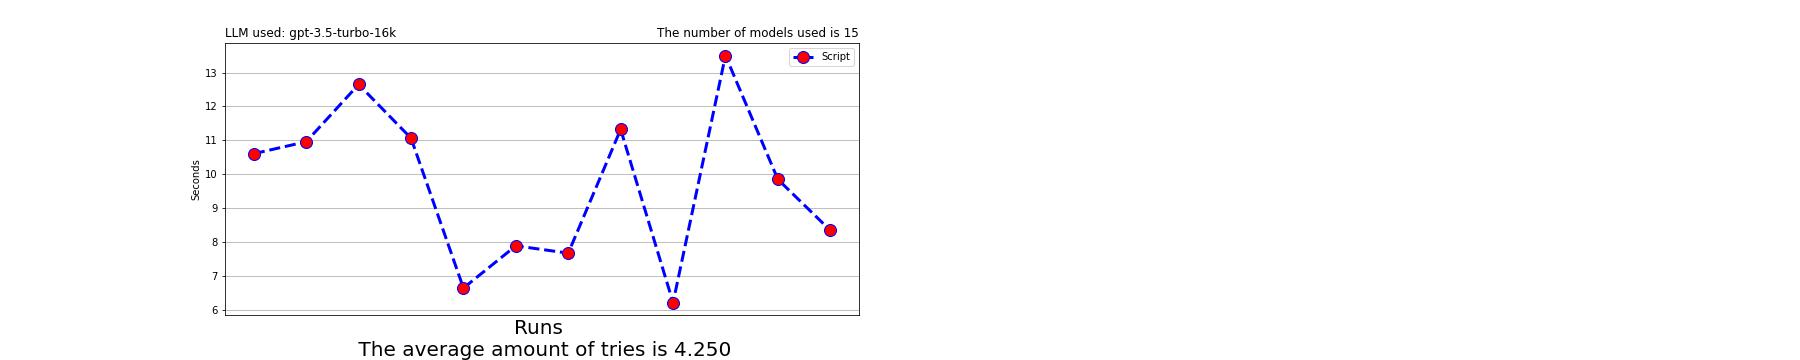 LLM used: gpt-3.5-turbo-16k
The number of models used is 15
Script
13
12
11
10
9
8
7
6
Seconds
Runs
The average amount of tries is 4.250